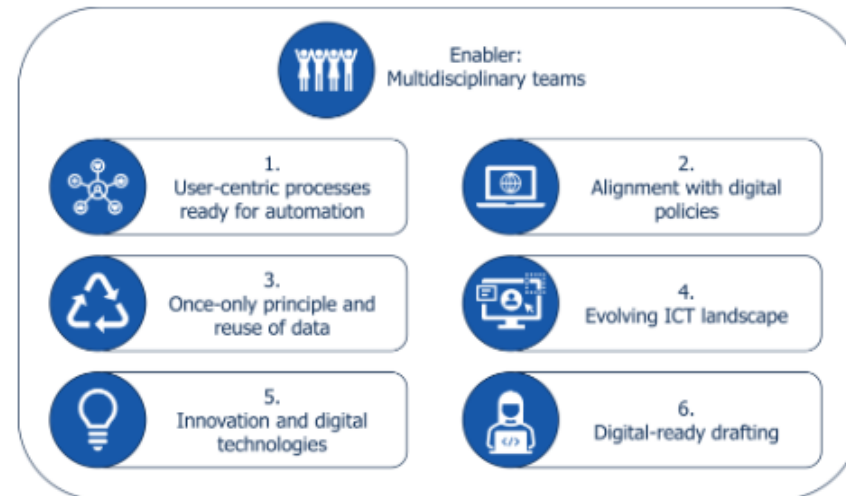 Enabler:
Multidisciplinary teams
1.
User-centric processes
ready for automation
2.
Alignment with digital
policies
3.
Once-only principle and
reuse of data
4.
Evolving ICT landscape
5.
Innovation and digital
technologies
6.
Digital-ready drafting